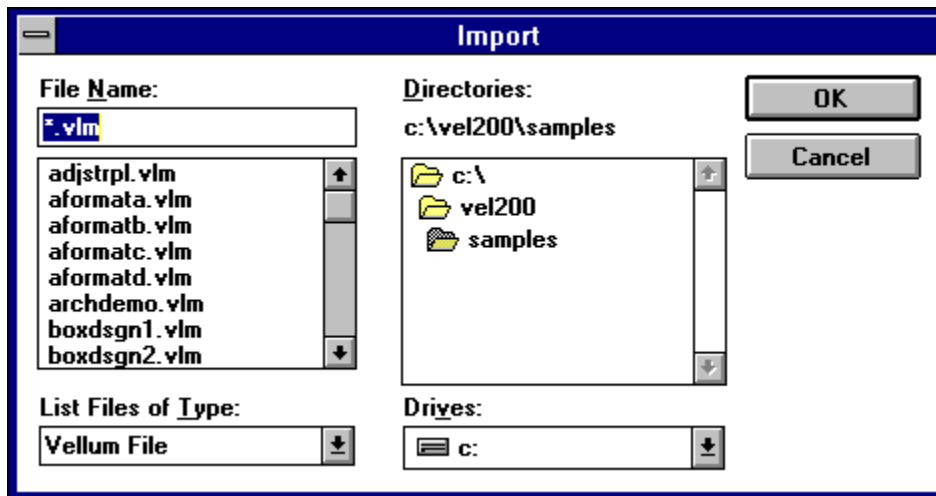 Import
File Name:
*.vlm
adjstrpl.vlm
aformata.vlm
aformatb.vlm
aformatc.vlm
aformatd.vlm
archdemo.vlm
boxdsgn1.vlm
boxdsgn2.vlm
List Files of Type:
Vellum File
Directories:
c:\vel200\samples
c:\
vel200
samples
Drives:
c:
OK
Cancel